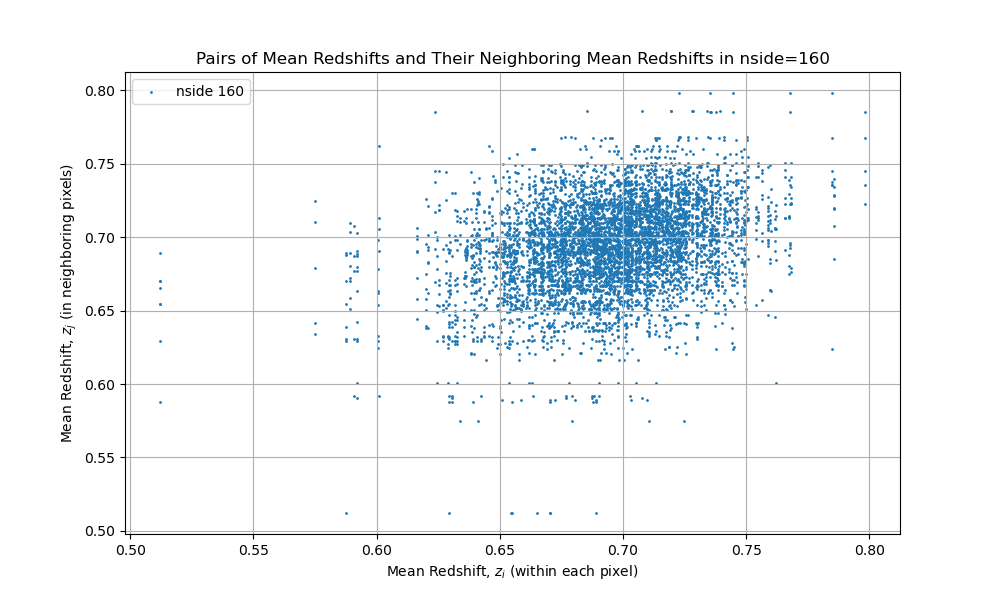 Pairs of Mean Redshifts and Their Neighboring Mean Redshifts in nside=160
nside 160
Mean Redshift, zⱼ (in neighboring pixels)
0.80
0.75
0.70
0.65
0.60
0.55
0.50
0.50 0.55 0.60 0.65 0.70 0.75 0.80
Mean Redshift, zᵢ (within each pixel)